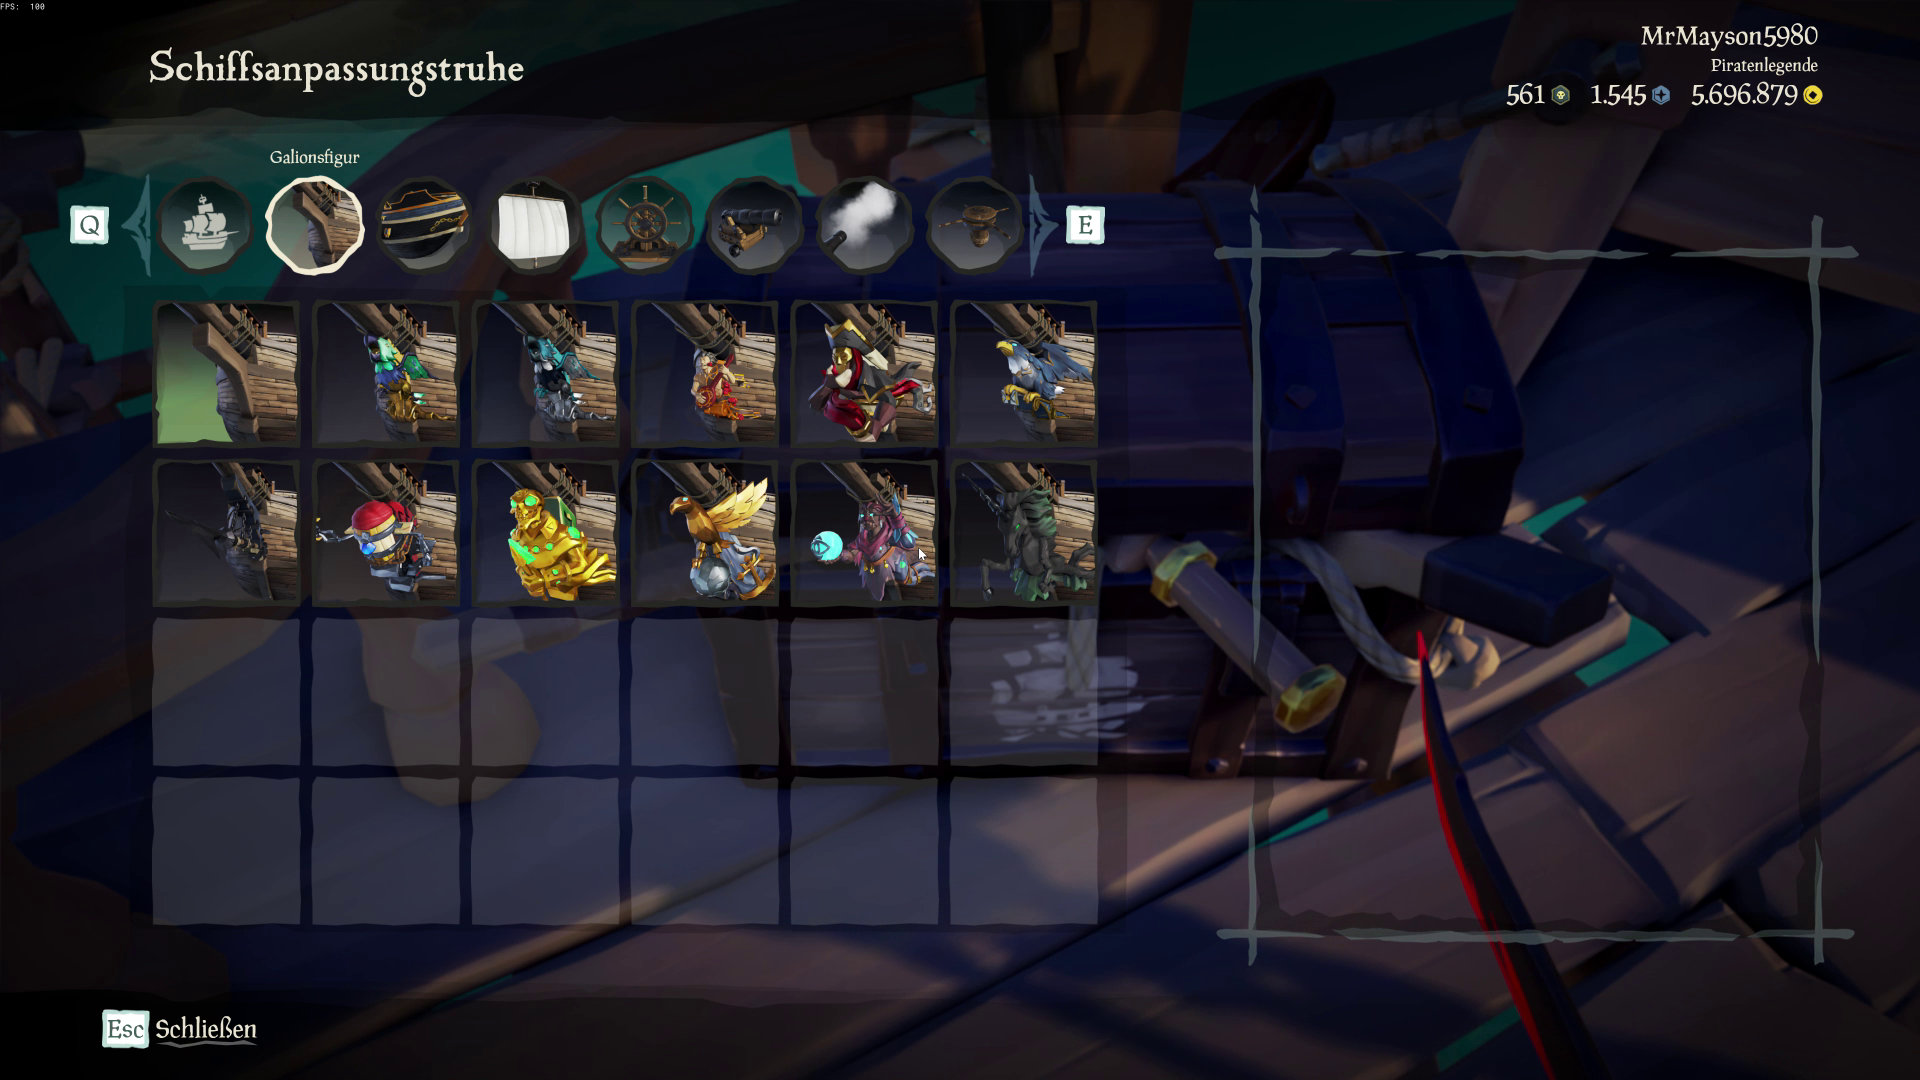 FPS: 100
Schiffsanpassungstruhe
MrMayson5980
Piratenlegende
561 1.545 5.696.879
Galionsfigur
Q
E
Esc Schließen